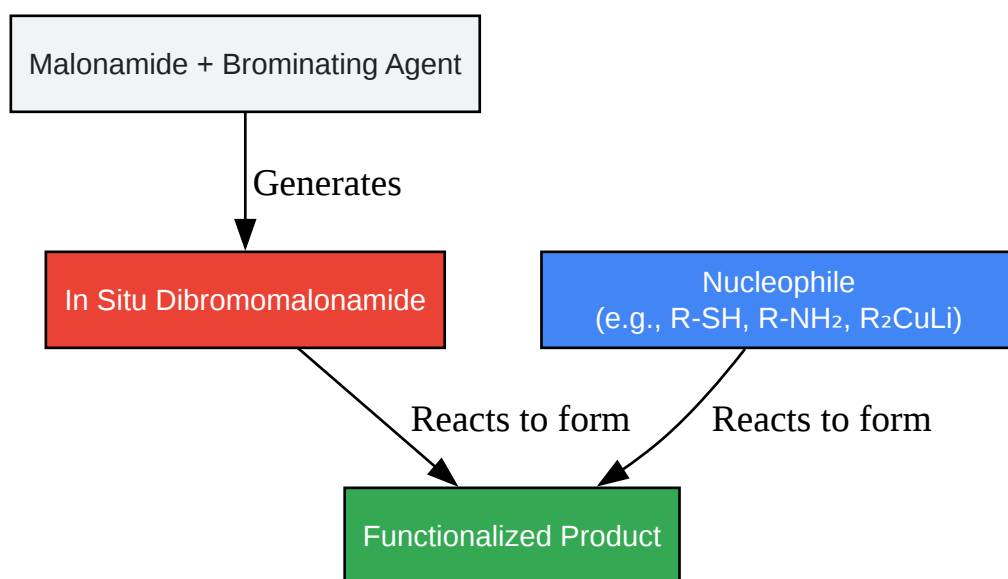 Malonamide + Brominating Agent
Generates
In Situ Dibromomalonamide
Nucleophile
(e.g., R-SH, R-NH₂, R₂CuLi)
Reacts to form
Reacts to form
Functionalized Product